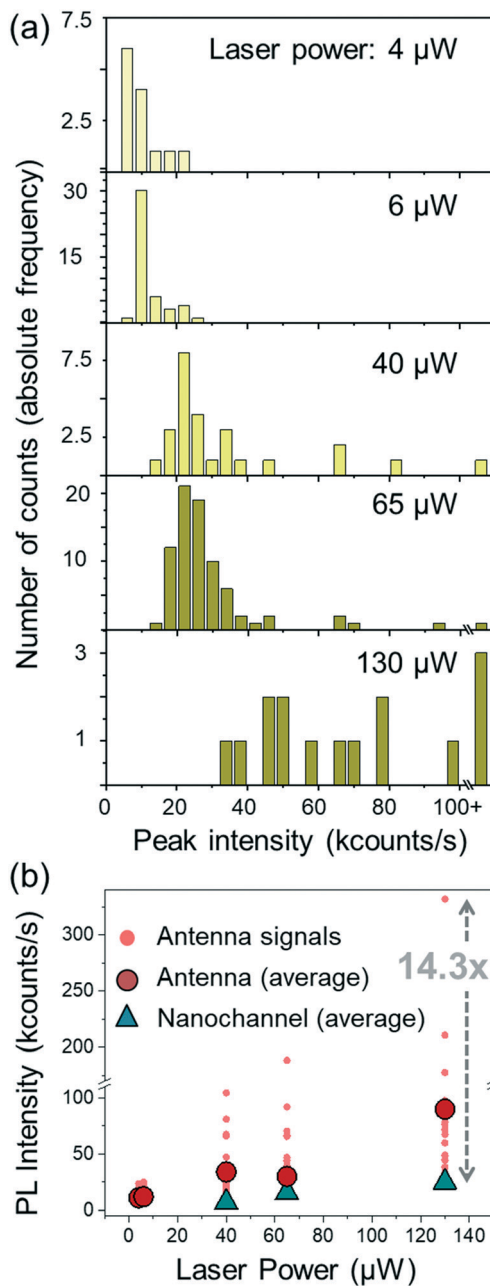 (a)
Number of counts (absolute frequency)
7.5
5.0
2.5
Laser power: 4 µW
30
15
6 µW
7.5
2.5
40 µW
20
10
65 µW
3
1
130 µW
0 20 40 60 80 100+
Peak intensity (kcounts/s)
(b)
PL Intensity (kcounts/s)
300
250
200
100
50
0
Antenna signals
Antenna (average)
Nanochannel (average)
14.3x
0 20 40 60 80 100 120 140
Laser Power (µW)